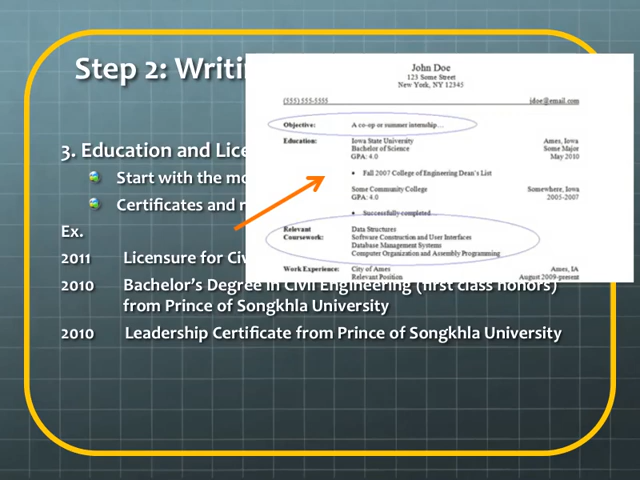 Step 2: Writi
3. Education and Lice
Start with the mo
Certificates and r
Ex.
2011 Licensure for Civ
2010 Bachelor's Degree in Civil Engineering (first class honors)
from Prince of Songkhla University
2010 Leadership Certificate from Prince of Songkhla University
John Doe
123 Some Street
New York, NY 12345
(555) 555-5555 jdoe@email.com
Objective: A co-op or summer internship...
Education: Iowa State University Ames, Iowa
Bachelor of Science Some Major
GPA: 4.0 May 2010
• Fall 2007 College of Engineering Dean's List
Some Community College Somewhere, Iowa
GPA: 4.0 2005-2007
• Successfully completed...
Relevant Data Structures
Coursework: Software Construction and User Interfaces
Database Management Systems
Computer Organization and Assembly Programming
Work Experience: City of Ames Ames, IA
Relevant Position August 2009-present